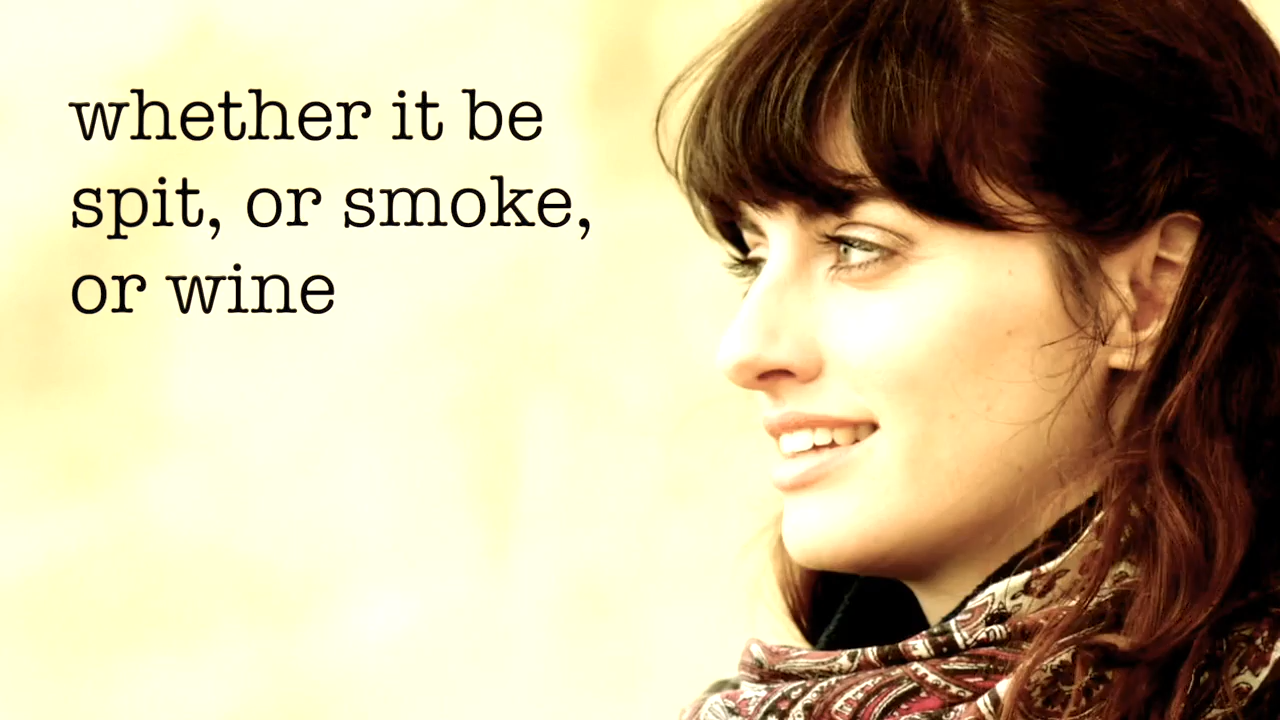 whether it be
spit, or smoke,
or wine